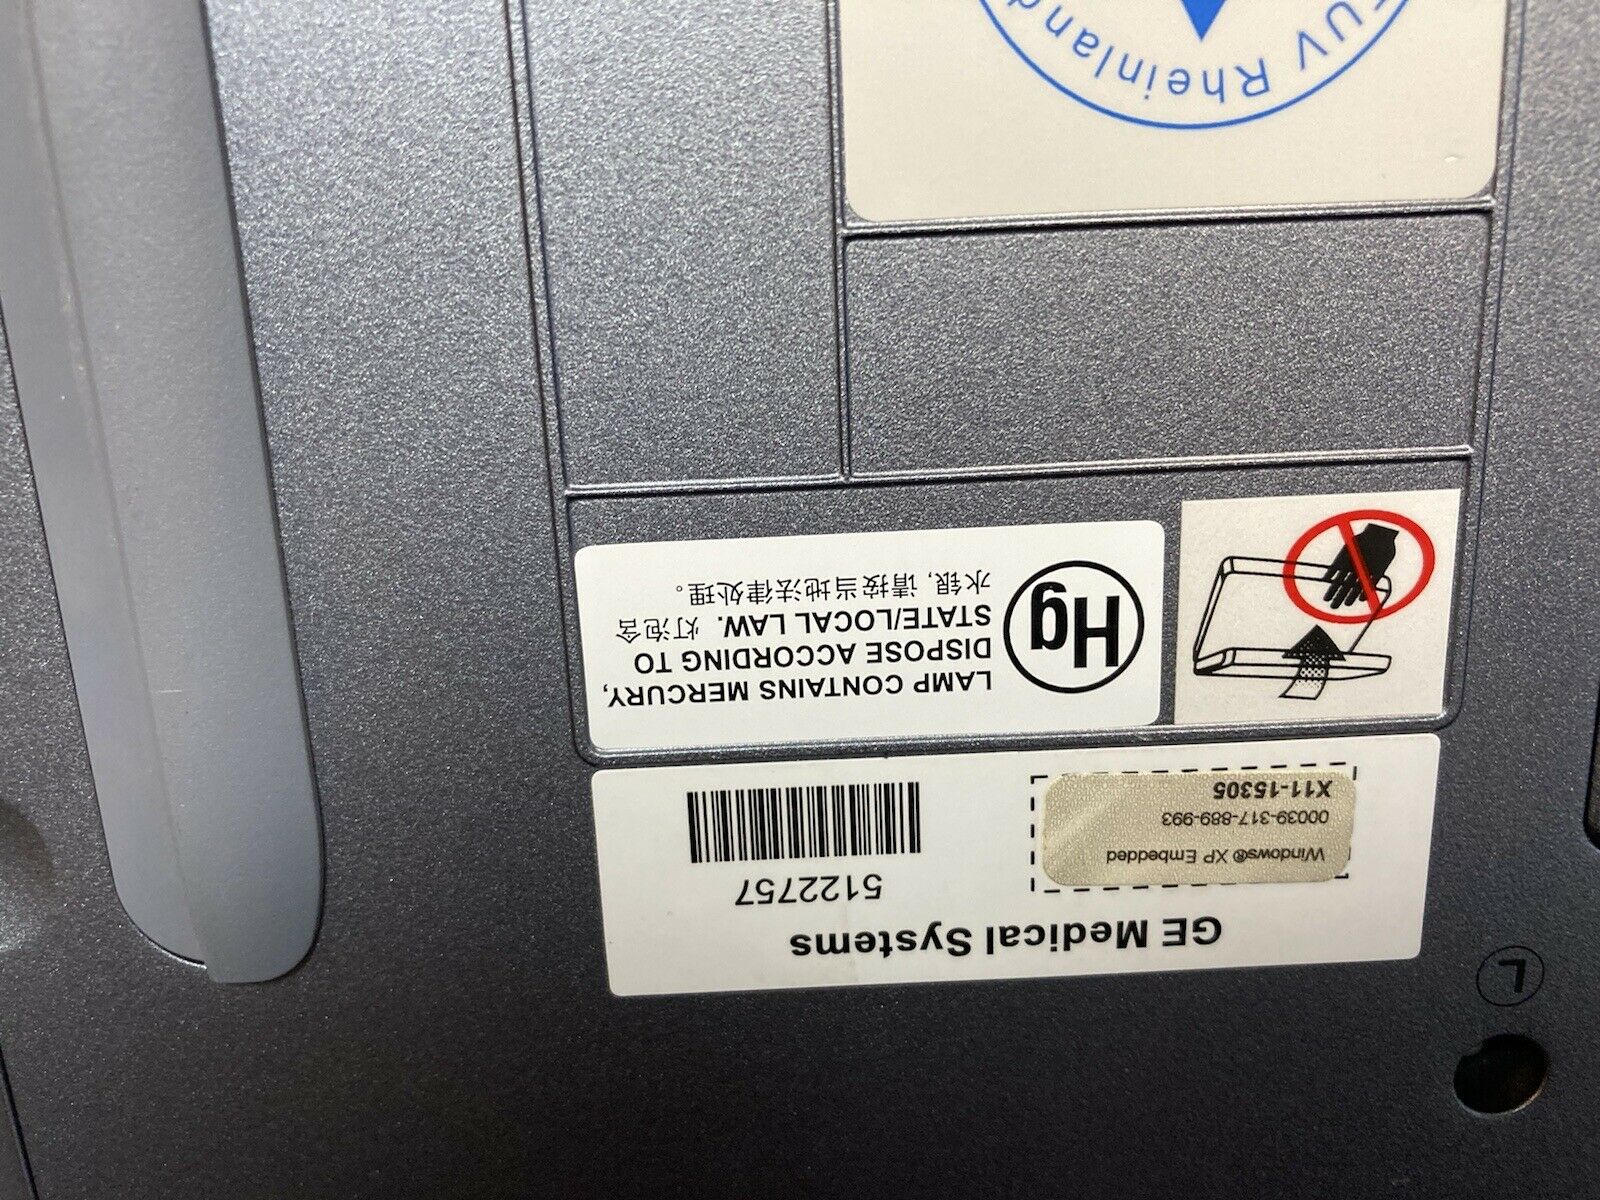 GE Medical Systems
5122757
Windows® XP Embedded
00039-317-889-993
X11-15305
Hg
LAMP CONTAINS MERCURY,
DISPOSE ACCORDING TO
STATE/LOCAL LAW. 灯泡含
水银, 请按当地法律处理。
L
TUV Rheinland